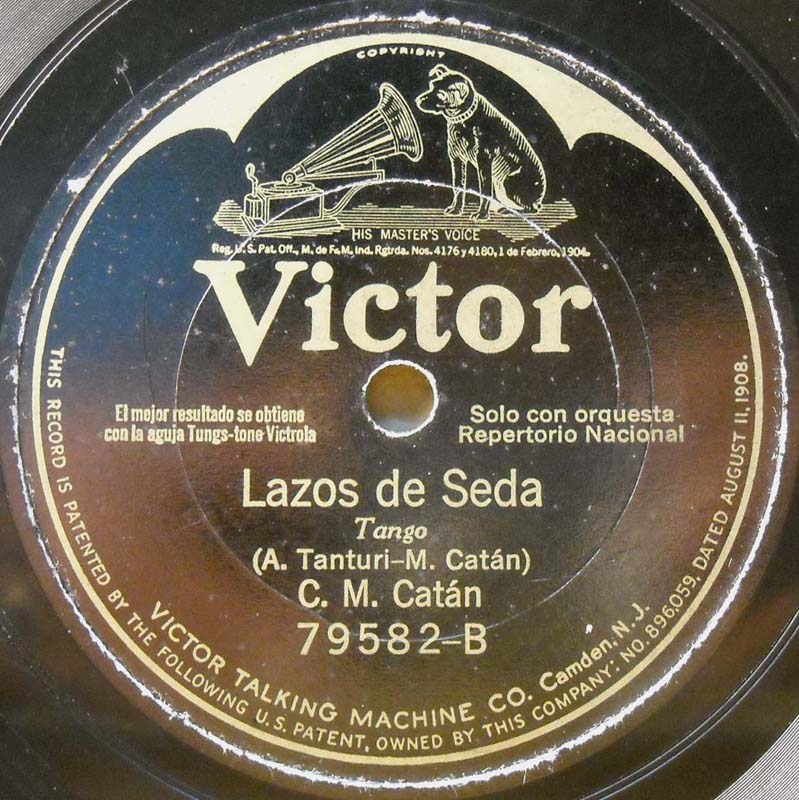 COPYRIGHT
HIS MASTER'S VOICE
Reg. U.S. Pat. Off., M. de F. M. Ind. Rgtrda. Nos. 4176 y 4180, 1 de Febrero, 1904.
Victor
El mejor resultado se obtiene
con la aguja Tungs-tone Victrola
Solo con orquesta
Repertorio Nacional
Lazos de Seda
Tango
(A. Tanturi-M. Catán)
C. M. Catán
79582-B
VICTOR TALKING MACHINE CO. Camden, N. J.
THIS RECORD IS PATENTED BY THE FOLLOWING U.S. PATENT, OWNED BY THIS COMPANY: NO. 896,059, DATED AUGUST 11, 1908.